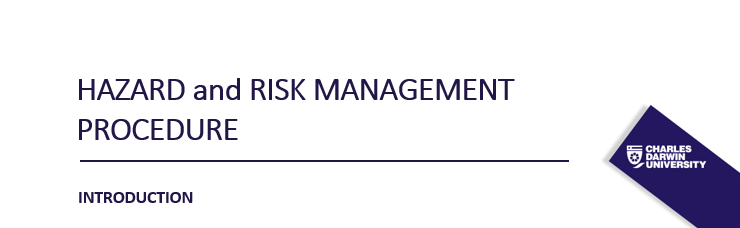 HAZARD and RISK MANAGEMENT
PROCEDURE
INTRODUCTION
CHARLES
DARWIN
UNIVERSITY